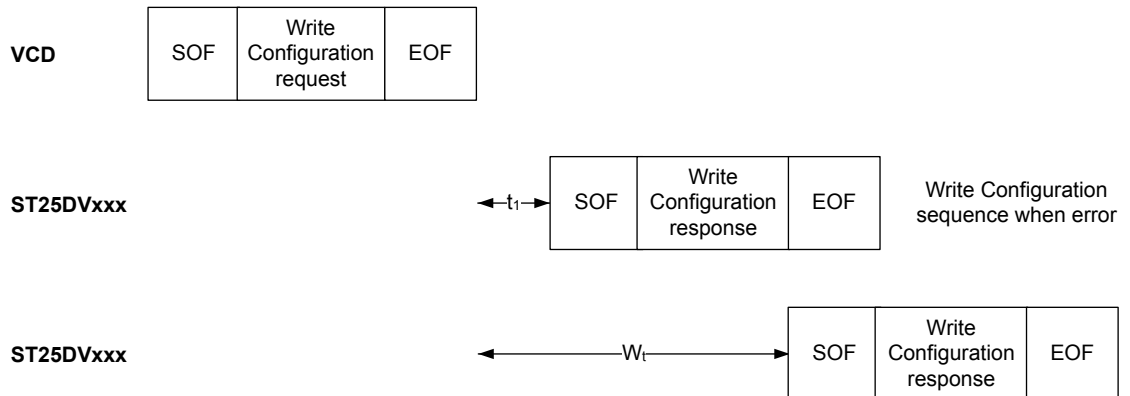 VCD
SOF
Write
Configuration
request
EOF
ST25DVxxx
t1
SOF
Write
Configuration
response
EOF
Write Configuration
sequence when error
ST25DVxxx
Wt
SOF
Write
Configuration
response
EOF